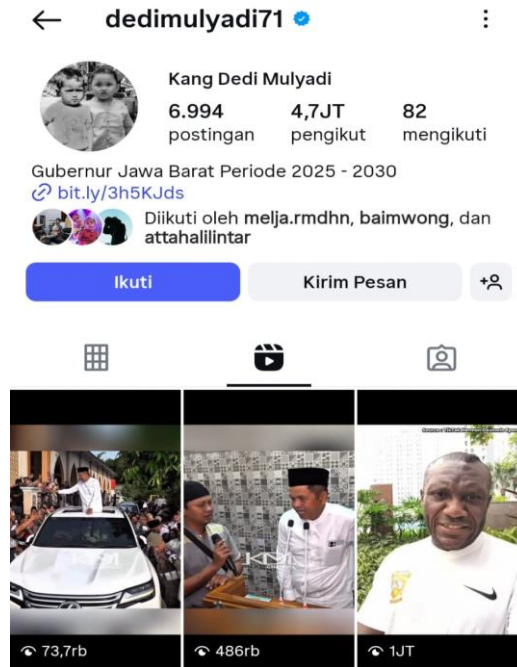 dedimulyadi71
Kang Dedi Mulyadi
6.994 4,7JT 82
postingan pengikut mengikuti
Gubernur Jawa Barat Periode 2025 - 2030
bit.ly/3h5KJds
Diikuti oleh melja.rmdhn, baimwong, dan
attahalilintar
Ikuti Kirim Pesan
73,7rb 486rb 1JT